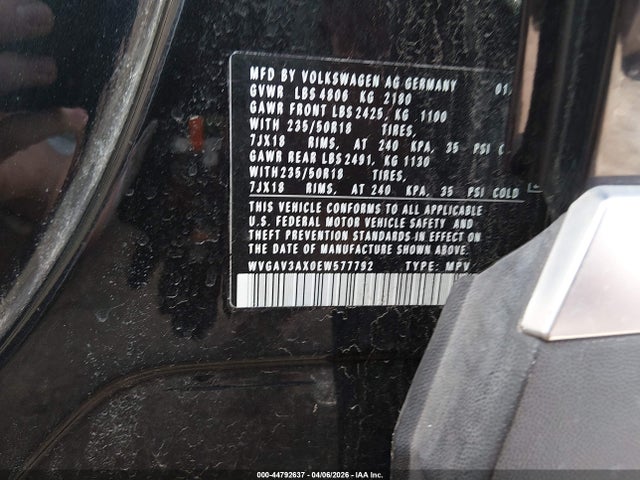 MFD BY VOLKSWAGEN AG GERMANY 01
GVWR LBS 4806 KG 2180
GAWR FRONT LBS 2425, KG 1100
WITH 235/50R18 TIRES,
7JX18 RIMS, AT 240 KPA, 35 PSI C
GAWR REAR LBS 2491, KG 1130
WITH 235/50R18 TIRES,
7JX18 RIMS, AT 240 KPA, 35 PSI COLD
THIS VEHICLE CONFORMS TO ALL APPLICABLE
U.S. FEDERAL MOTOR VEHICLE SAFETY AND
THEFT PREVENTION STANDARDS IN EFFECT ON THE
DATE OF MANUFACTURE SHOWN ABOVE.
WVGAV3AX0EW577792 TYPE: MPV
000-44792637 - 04/06/2026 - IAA Inc.